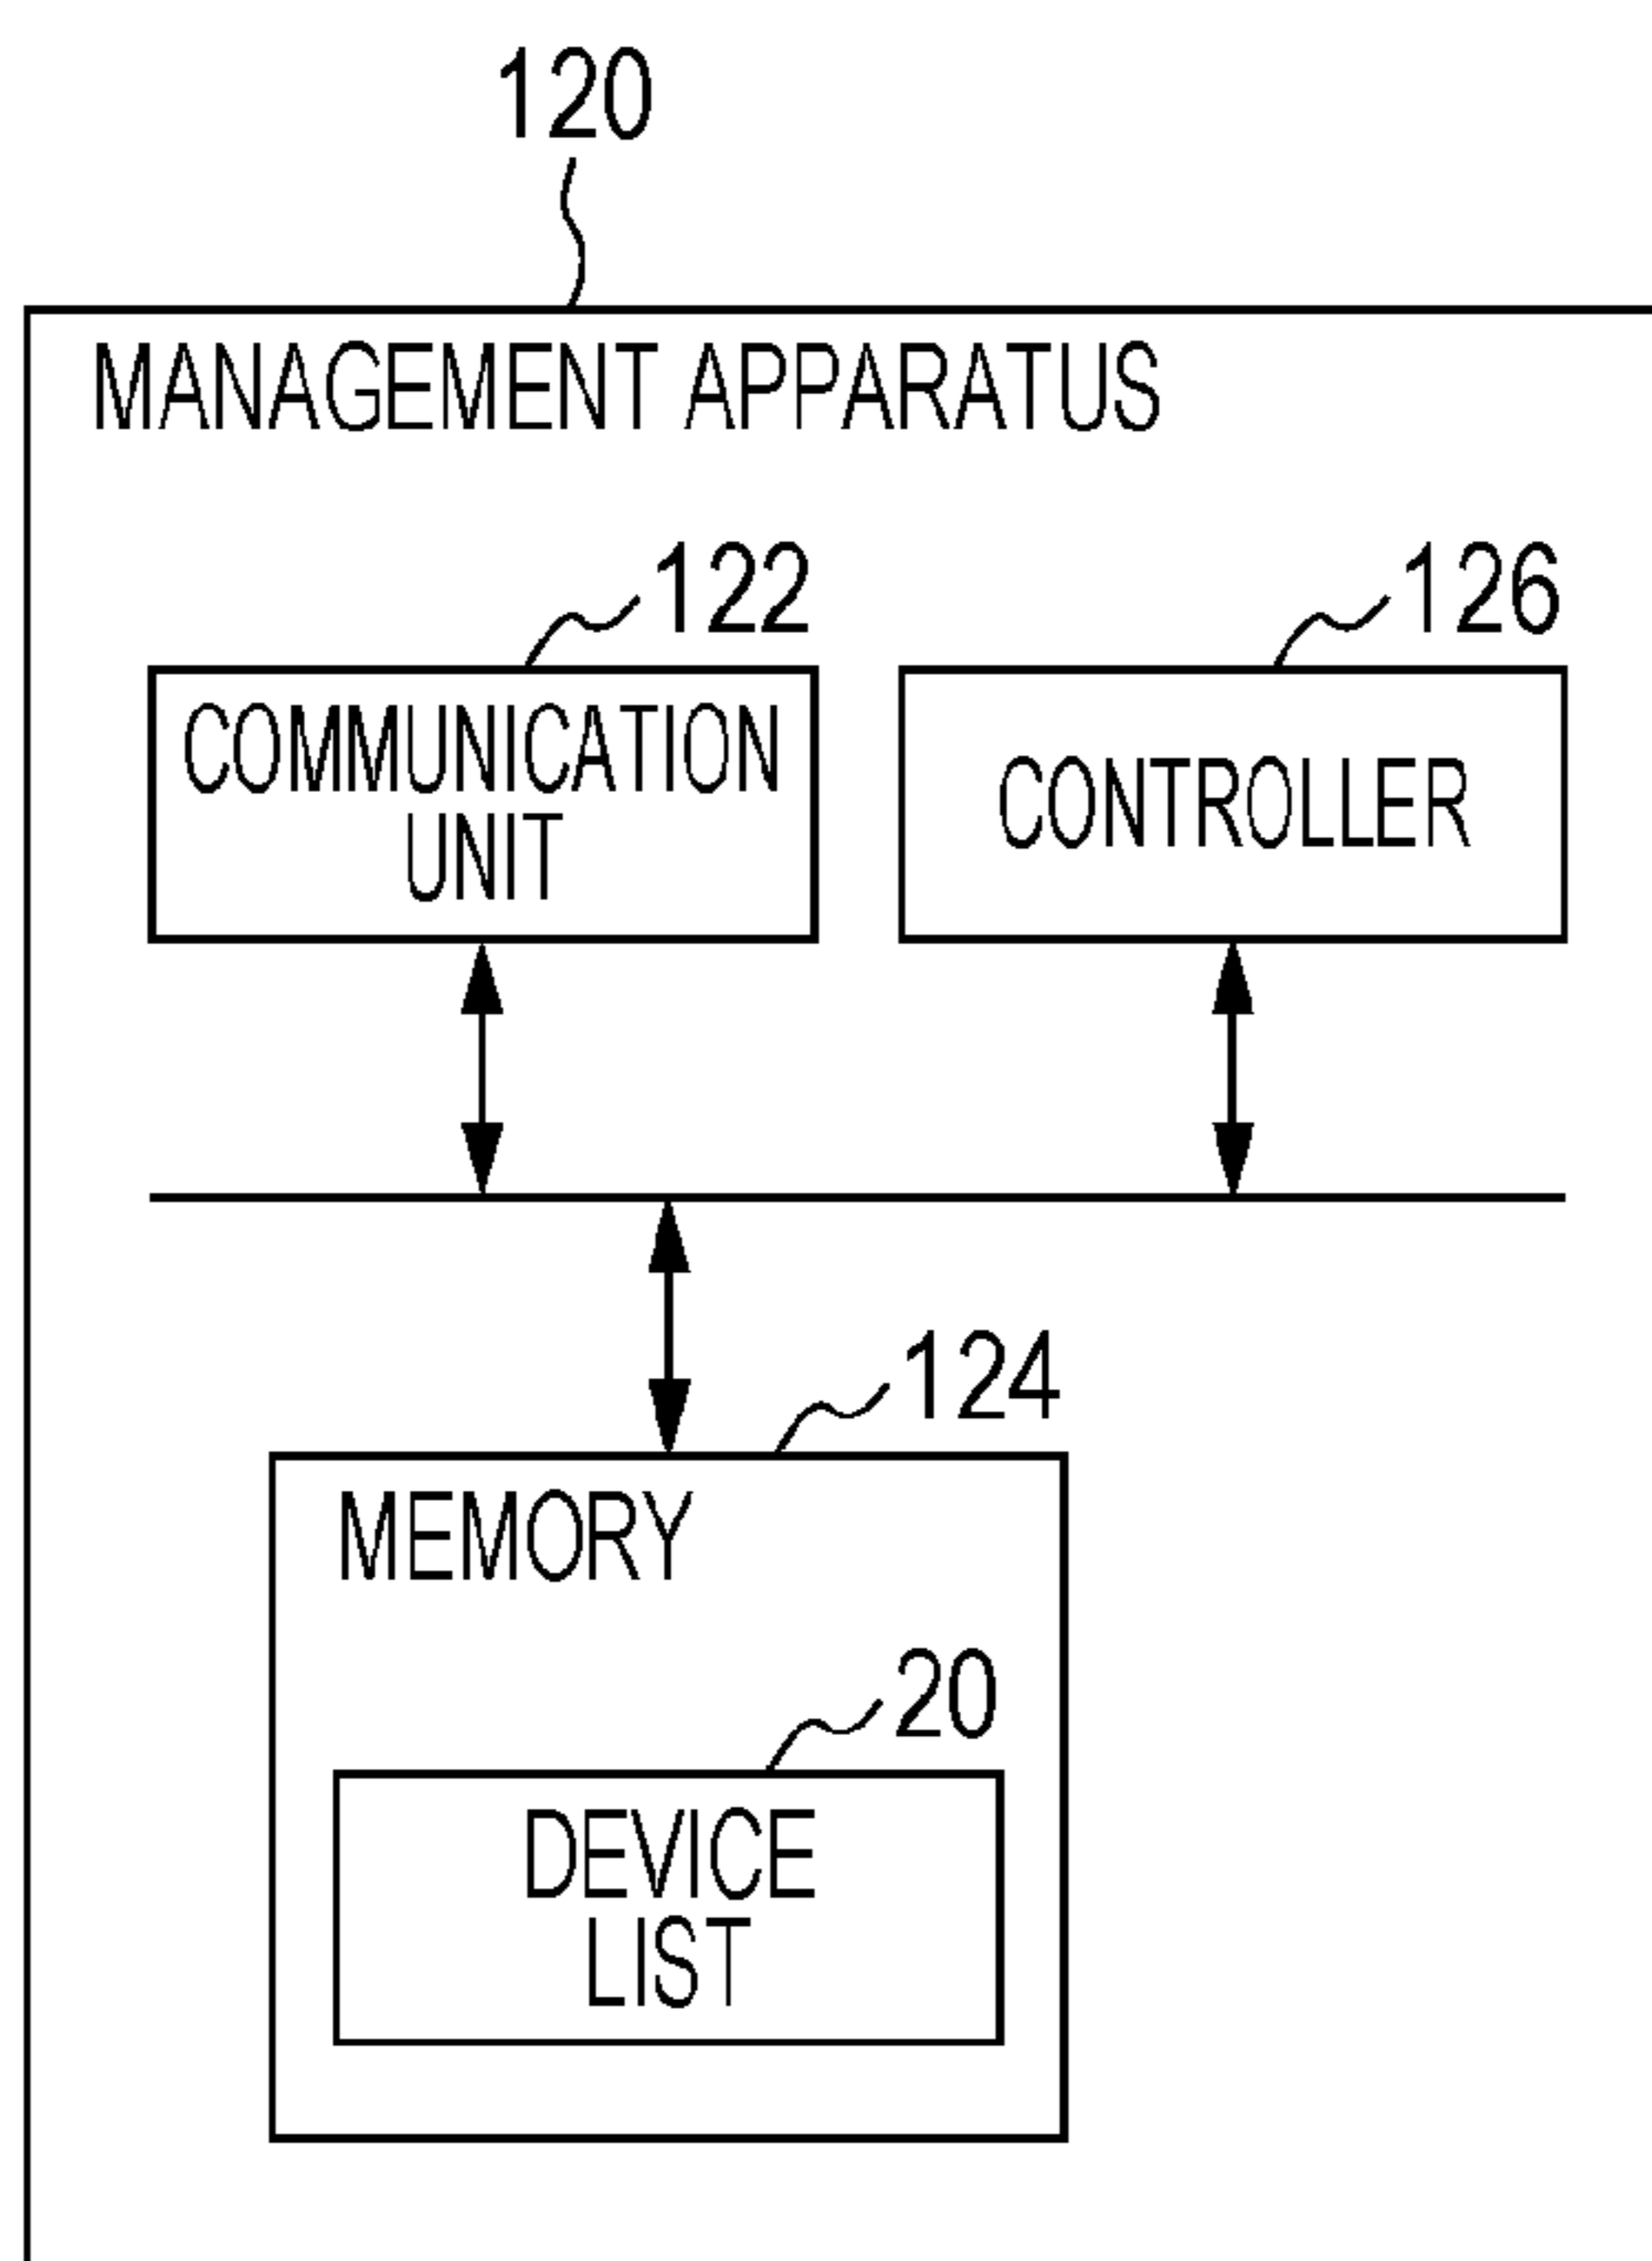 120
MANAGEMENT APPARATUS
122
126
COMMUNICATION
UNIT
CONTROLLER
124
MEMORY
20
DEVICE
LIST